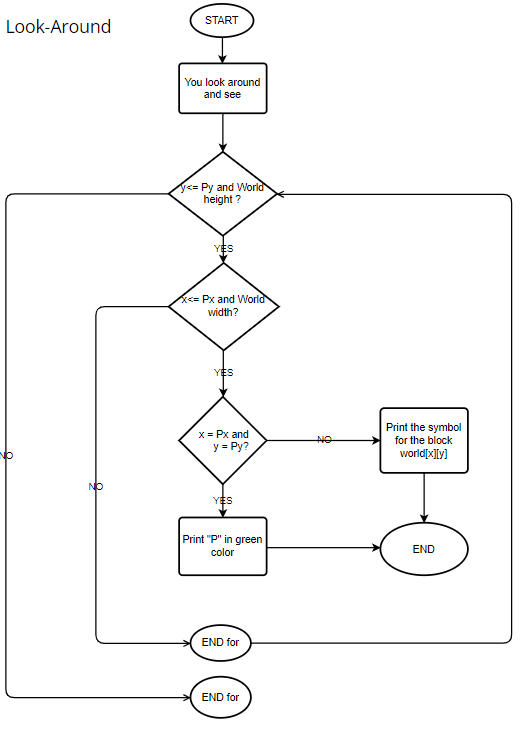 Look-Around
START
You look around
and see
y<= Py and World
height ?
YES
x<= Px and World
width?
YES
x = Px and
y = Py?
NO
Print the symbol
for the block
world[x][y]
YES
Print "P" in green
color
END
NO
NO
END for
END for